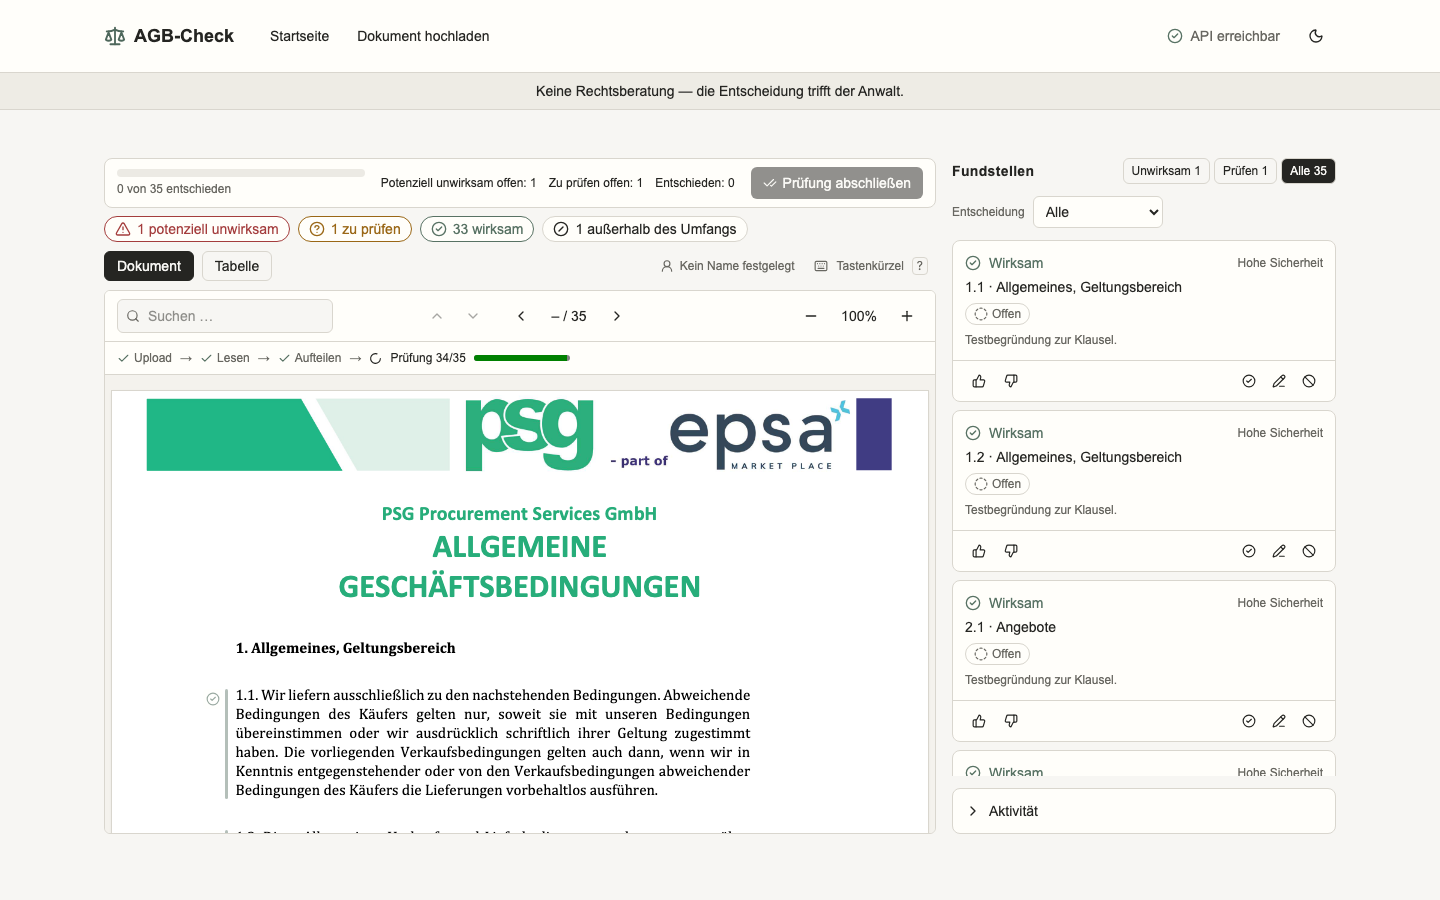 AGB-Check
Startseite
Dokument hochladen
API erreichbar
Keine Rechtsberatung — die Entscheidung trifft der Anwalt.
0 von 35 entschieden
Potenziell unwirksam offen: 1
Zu prüfen offen: 1
Entschieden: 0
Prüfung abschließen
1 potenziell unwirksam
1 zu prüfen
33 wirksam
1 außerhalb des Umfangs
Dokument
Tabelle
Kein Name festgelegt
Tastenkürzel
?
Suchen …
– / 35
100%
Upload → Lesen → Aufteilen → Prüfung 34/35
psg
- part of
epsa
MARKET PLACE
PSG Procurement Services GmbH
ALLGEMEINE
GESCHÄFTSBEDINGUNGEN
1. Allgemeines, Geltungsbereich
1.1. Wir liefern ausschließlich zu den nachstehenden Bedingungen. Abweichende
Bedingungen des Käufers gelten nur, soweit sie mit unseren Bedingungen
übereinstimmen oder wir ausdrücklich schriftlich ihrer Geltung zugestimmt
haben. Die vorliegenden Verkaufsbedingungen gelten auch dann, wenn wir in
Kenntnis entgegenstehender oder von den Verkaufsbedingungen abweichender
Bedingungen des Käufers die Lieferungen vorbehaltlos ausführen.
Fundstellen
Unwirksam 1
Prüfen 1
Alle 35
Entscheidung
Alle
Wirksam
Hohe Sicherheit
1.1 · Allgemeines, Geltungsbereich
Offen
Testbegründung zur Klausel.
Wirksam
Hohe Sicherheit
1.2 · Allgemeines, Geltungsbereich
Offen
Testbegründung zur Klausel.
Wirksam
Hohe Sicherheit
2.1 · Angebote
Offen
Testbegründung zur Klausel.
Wirksam
Hohe Sicherheit
Aktivität